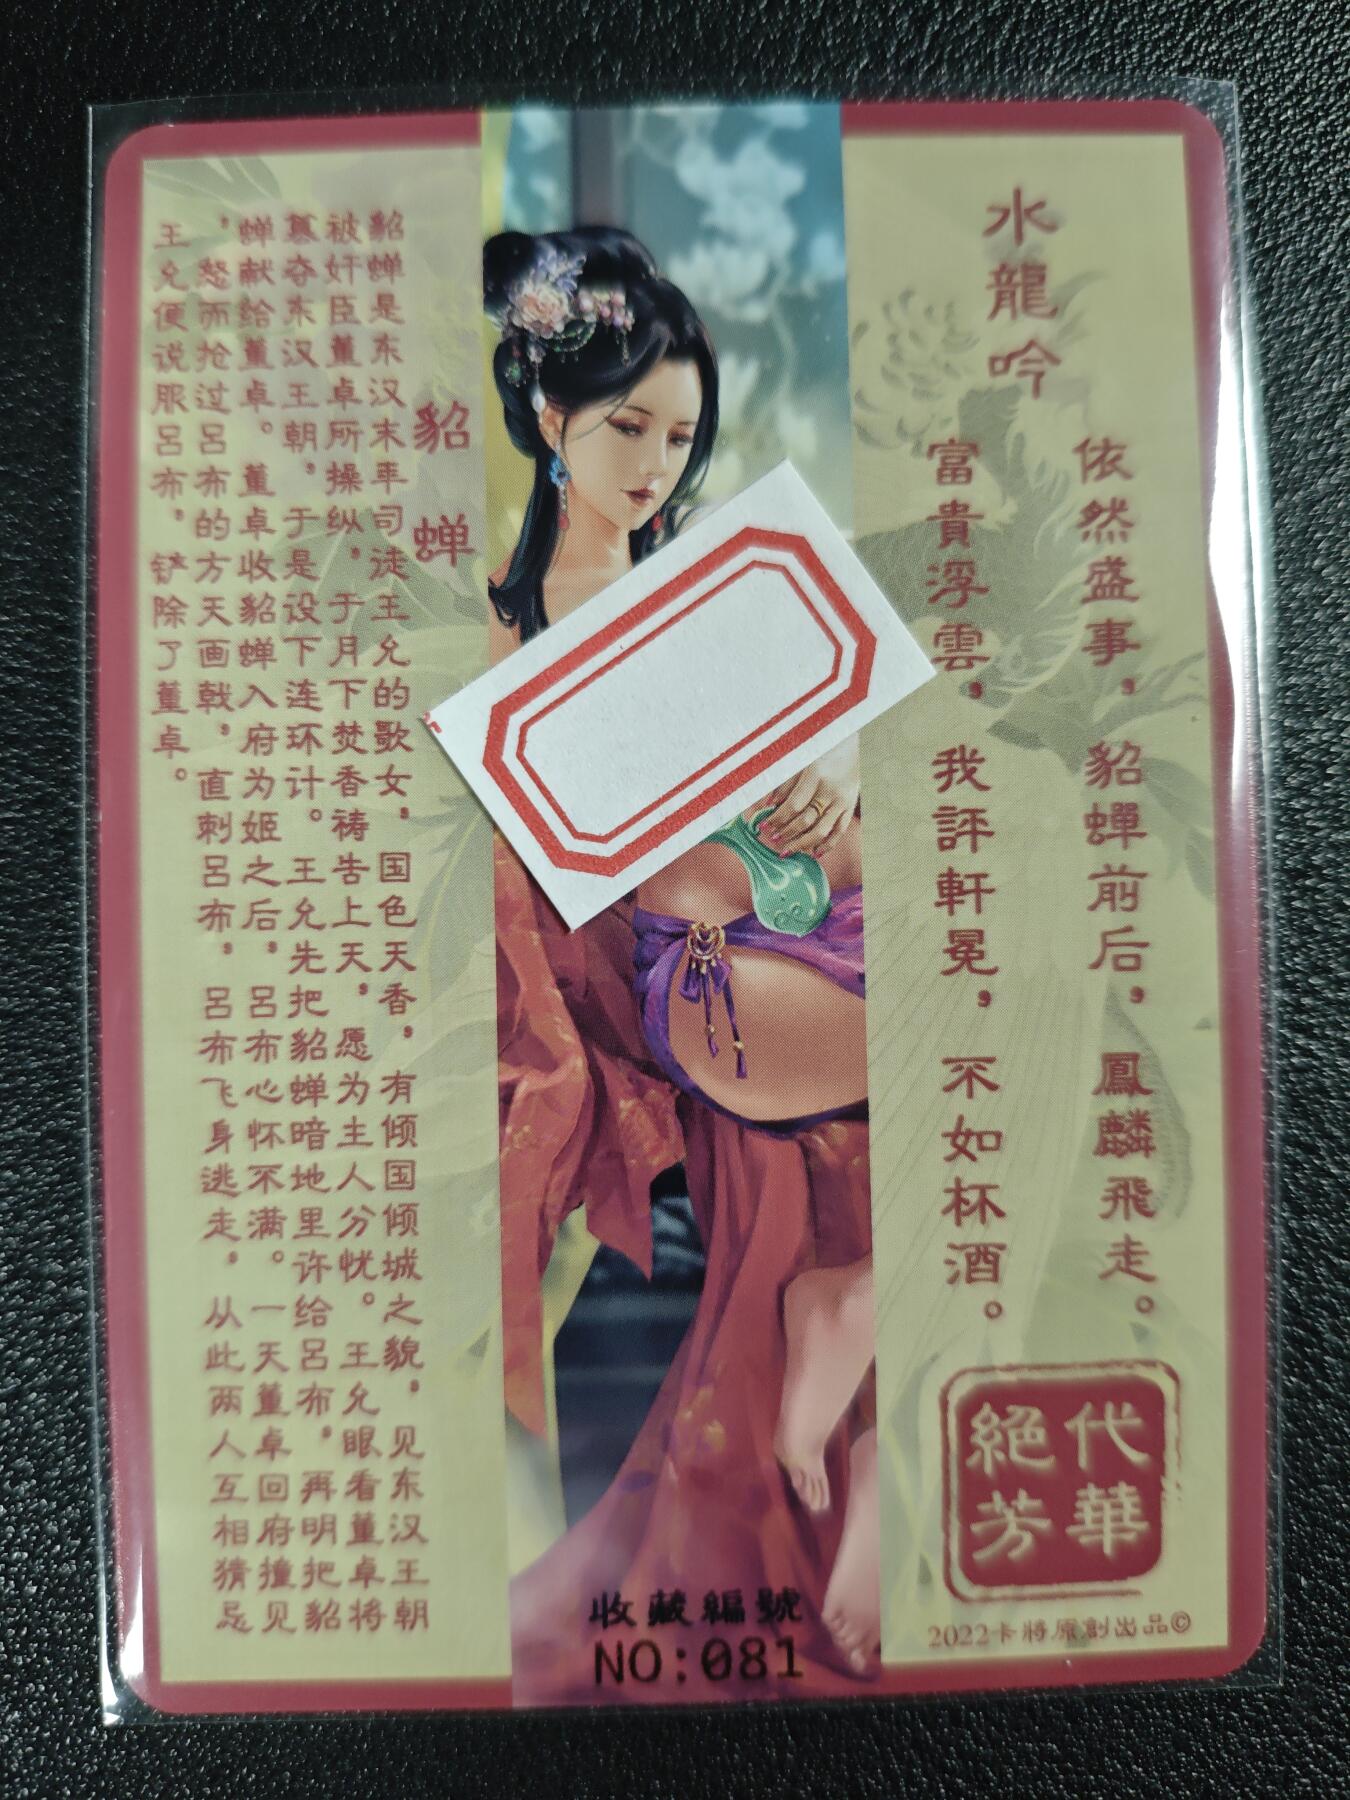 水龍吟
依然盛事，貂蟬前后，鳳麟飛走。
富貴浮雲，我評軒冕，不如杯酒。
代華
絕芳
2022卡將原創出品©
收藏編號
NO:081
貂蝉
貂蝉是东汉末年司徒王允的歌女，国色天香，有倾国倾城之貌，见东汉王朝
被奸臣董卓所操纵，于月下焚香祷告上天，愿为主人分忧。王允眼看董卓将
篡夺东汉王朝，于是设下连环计。王允先把貂蝉暗地里许给呂布，再明把貂
蝉献给董卓。董卓收貂蝉入府为姬之后，呂布心怀不满。一天董卓回府撞见
，怒而抢过呂布的方天画戟，直刺呂布，呂布飞身逃走，从此两人互相猜忌
王允便说服呂布，铲除了董卓。